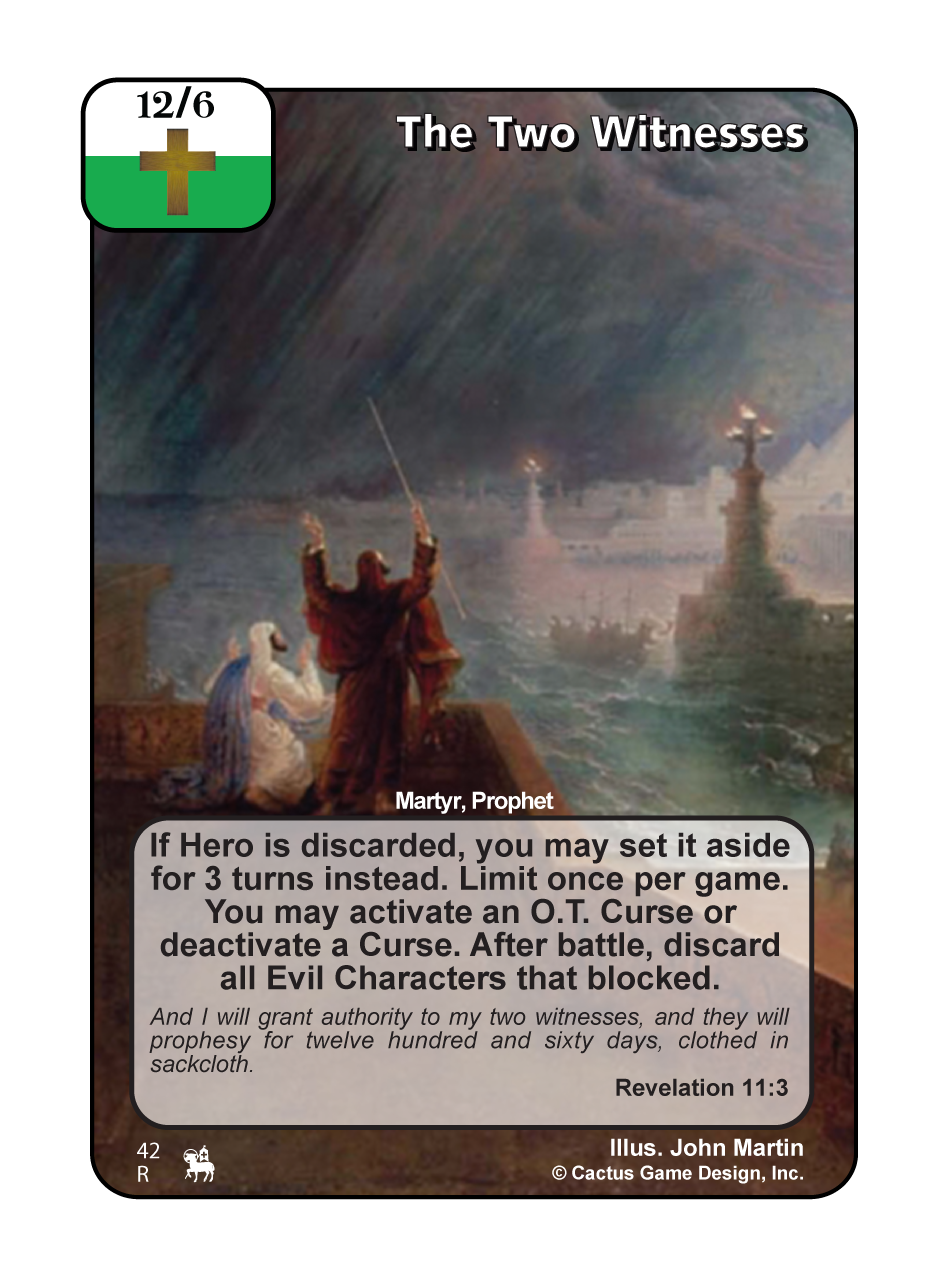 12/6
The Two Witnesses
Martyr, Prophet
If Hero is discarded, you may set it aside
for 3 turns instead. Limit once per game.
You may activate an O.T. Curse or
deactivate a Curse. After battle, discard
all Evil Characters that blocked.
And I will grant authority to my two witnesses, and they will
prophesy for twelve hundred and sixty days, clothed in
sackcloth.
Revelation 11:3
42
R
Illus. John Martin
© Cactus Game Design, Inc.